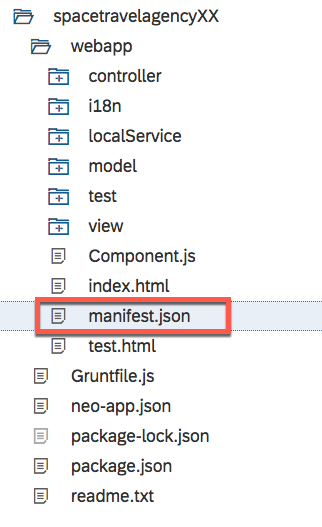 spacetravelagencyXX
webapp
controller
i18n
localService
model
test
view
Component.js
index.html
manifest.json
test.html
Gruntfile.js
neo-app.json
package-lock.json
package.json
readme.txt